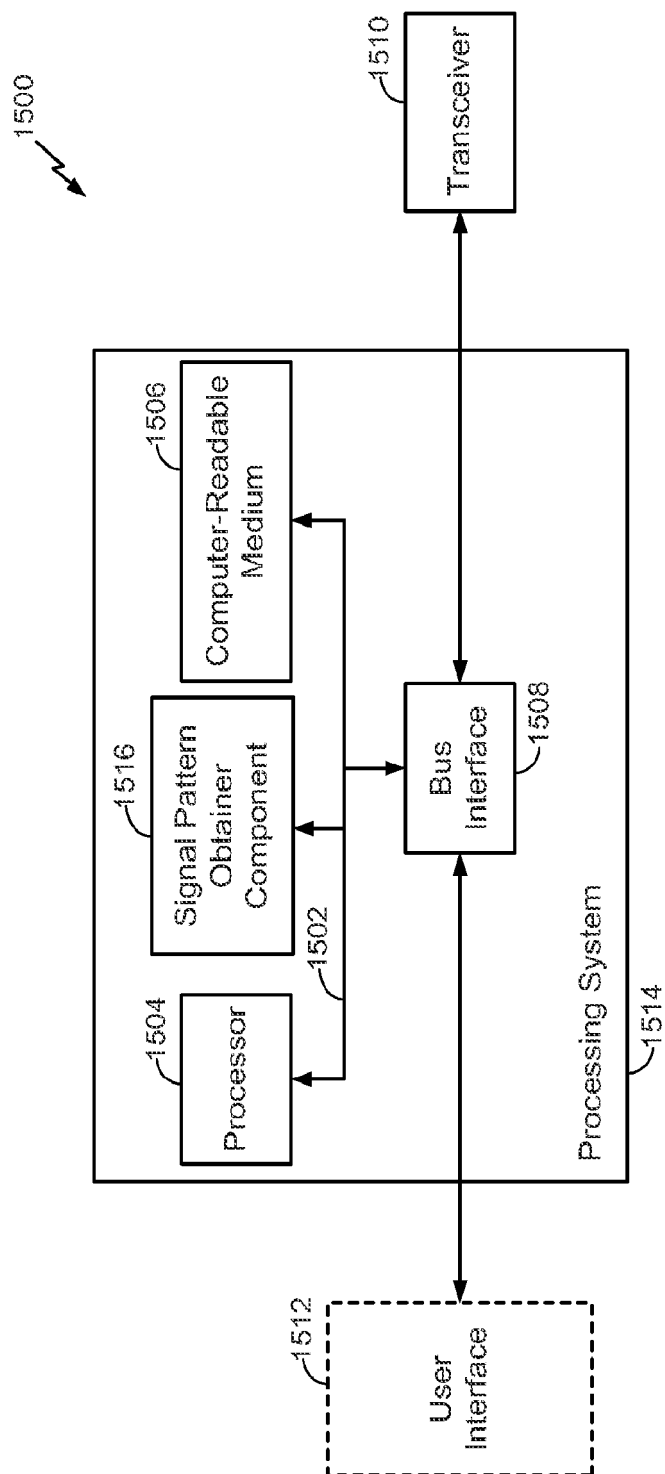 1500
1506
Computer-Readable
Medium
1516
Signal Pattern
Obtainer
Component
1504
Processor
1502
1512
User
Interface
Bus
Interface
1508
1510
Transceiver
Processing System
1514